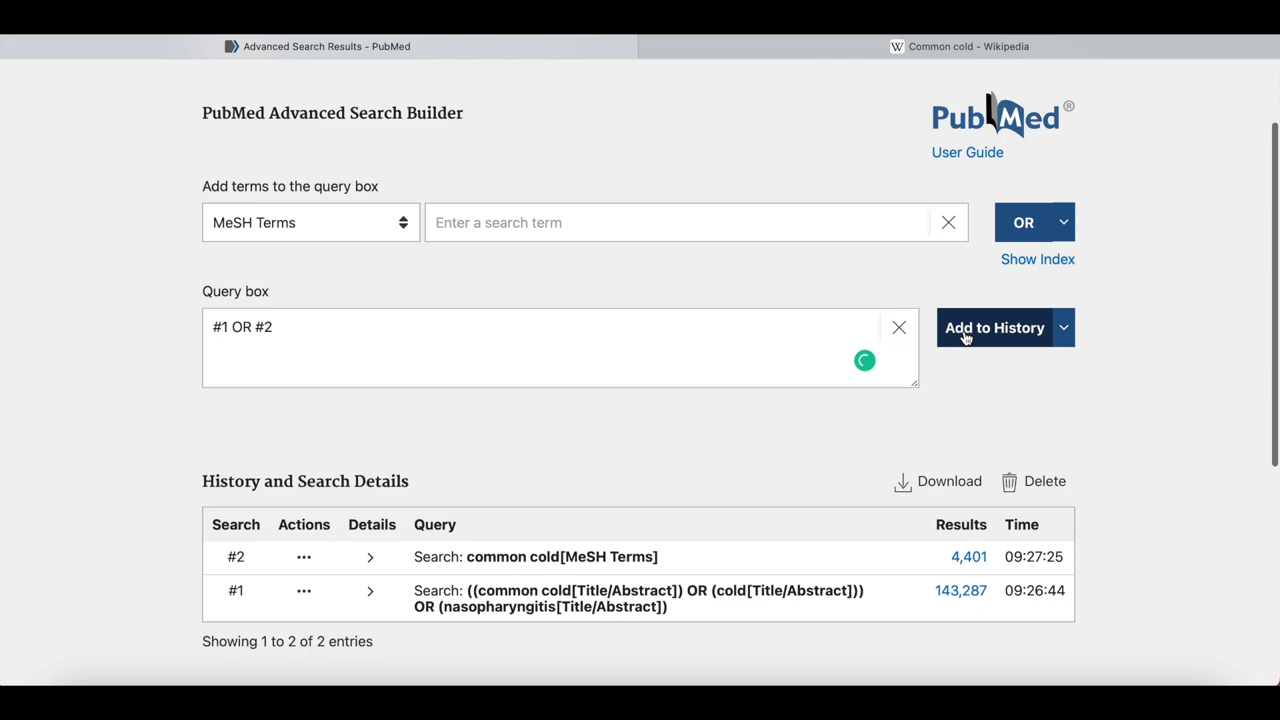 Advanced Search Results - PubMed
W Common cold - Wikipedia
PubMed Advanced Search Builder
PubMed®
User Guide
Add terms to the query box
MeSH Terms
Enter a search term
OR
Show Index
Query box
#1 OR #2
Add to History
History and Search Details
Download
Delete
Search Actions Details Query Results Time
#2 ... Search: common cold[MeSH Terms] 4,401 09:27:25
#1 ... Search: ((common cold[Title/Abstract]) OR (cold[Title/Abstract])) 143,287 09:26:44
OR (nasopharyngitis[Title/Abstract])
Showing 1 to 2 of 2 entries